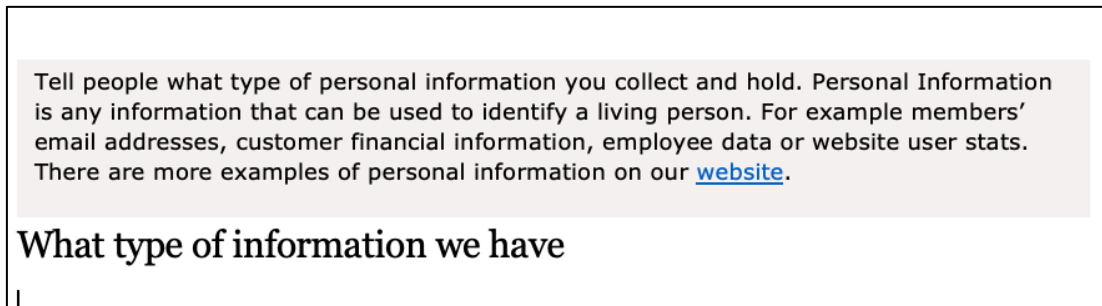 Tell people what type of personal information you collect and hold. Personal Information
is any information that can be used to identify a living person. For example members’
email addresses, customer financial information, employee data or website user stats.
There are more examples of personal information on our website.
What type of information we have